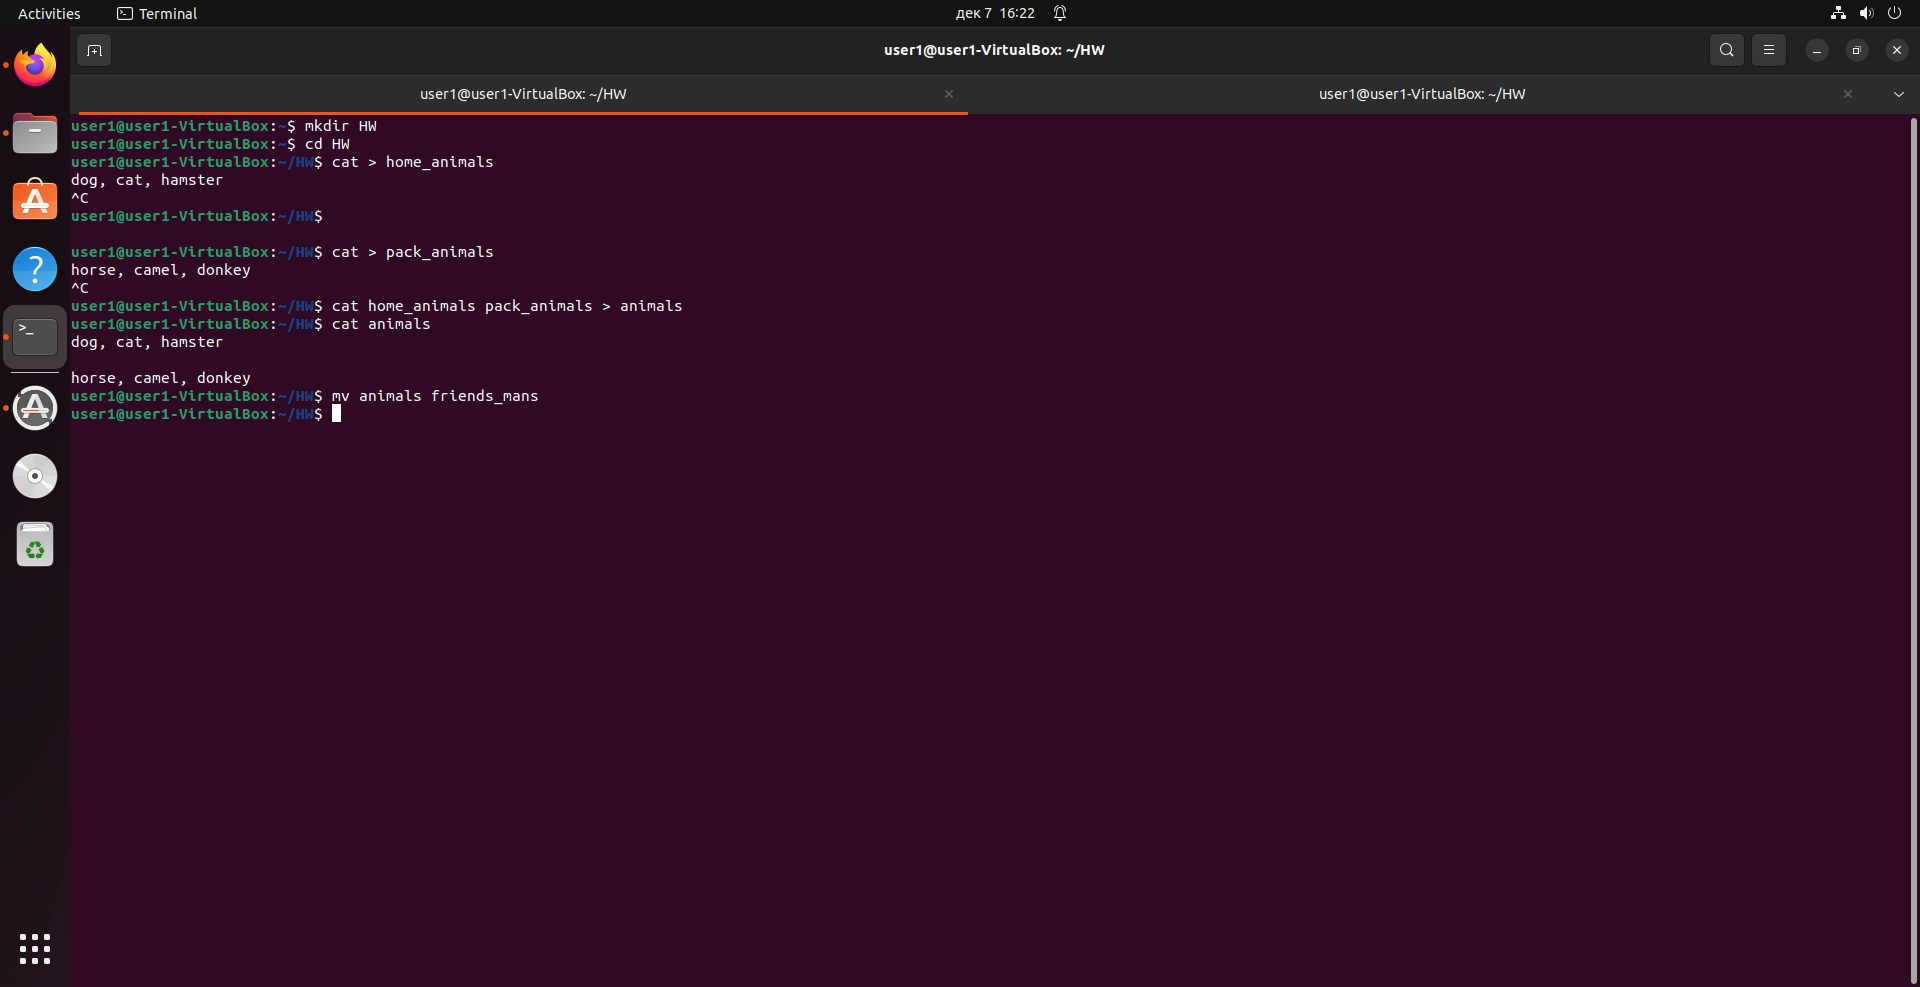 Activities
Terminal
дек 7 16:22
user1@user1-VirtualBox: ~/HW
user1@user1-VirtualBox: ~/HW
user1@user1-VirtualBox: ~/HW
user1@user1-VirtualBox:~$ mkdir HW
user1@user1-VirtualBox:~$ cd HW
user1@user1-VirtualBox:~/HW$ cat > home_animals
dog, cat, hamster
^C
user1@user1-VirtualBox:~/HW$
user1@user1-VirtualBox:~/HW$ cat > pack_animals
horse, camel, donkey
^C
user1@user1-VirtualBox:~/HW$ cat home_animals pack_animals > animals
user1@user1-VirtualBox:~/HW$ cat animals
dog, cat, hamster
horse, camel, donkey
user1@user1-VirtualBox:~/HW$ mv animals friends_mans
user1@user1-VirtualBox:~/HW$